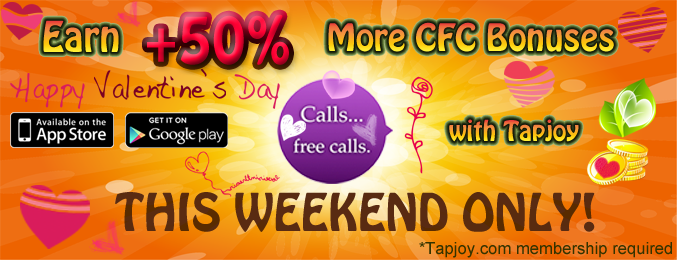 Earn +50% More CFC Bonuses
Happy Valentine`s Day
Available on the
App Store
GET IT ON
Google play
Calls...
free calls.
with Tapjoy
THIS WEEKEND ONLY!
*Tapjoy.com membership required